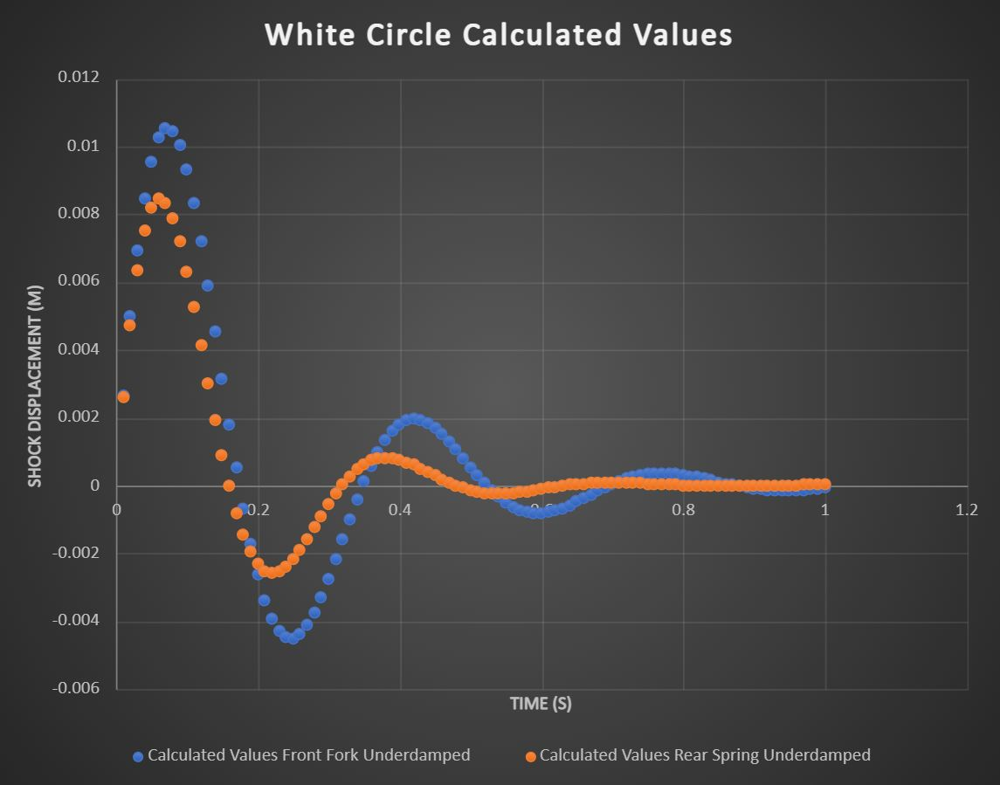 White Circle Calculated Values
0.012
0.01
0.008
0.006
0.004
0.002
0
-0.002
-0.004
-0.006
SHOCK DISPLACEMENT (M)
0 0.2 0.4 0.6 0.8 1 1.2
TIME (S)
Calculated Values Front Fork Underdamped Calculated Values Rear Spring Underdamped